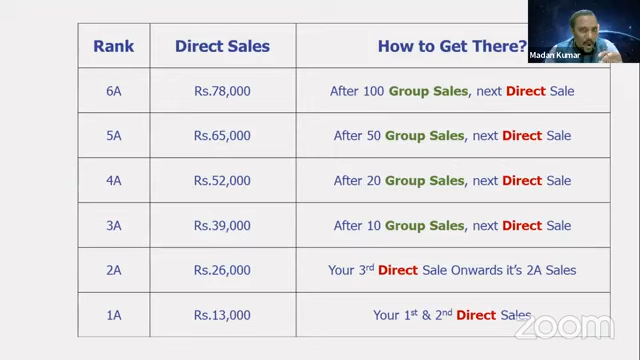 Rank Direct Sales How to Get There?
Madan Kumar
6A Rs.78,000 After 100 Group Sales, next Direct Sale
5A Rs.65,000 After 50 Group Sales, next Direct Sale
4A Rs.52,000 After 20 Group Sales, next Direct Sale
3A Rs.39,000 After 10 Group Sales, next Direct Sale
2A Rs.26,000 Your 3rd Direct Sale Onwards it's 2A Sales
1A Rs.13,000 Your 1st & 2nd Direct Sales
zoom